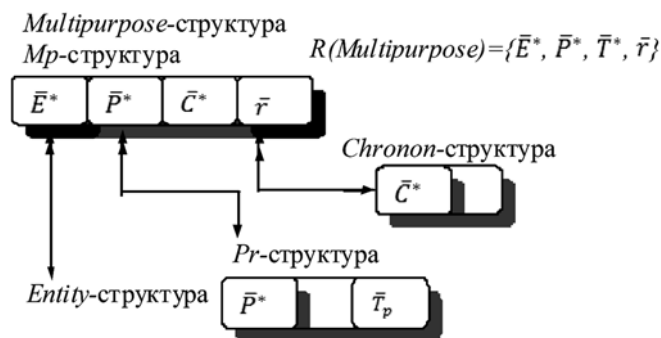 Multipurpose-структура
Mp-структура
R(Multipurpose)={Ē*, P̄*, T̄*, r̄}
Ē* P̄* C̄* r̄
Chronon-структура
C̄*
Pr-структура
Entity-структура
P̄* T̄ₚ